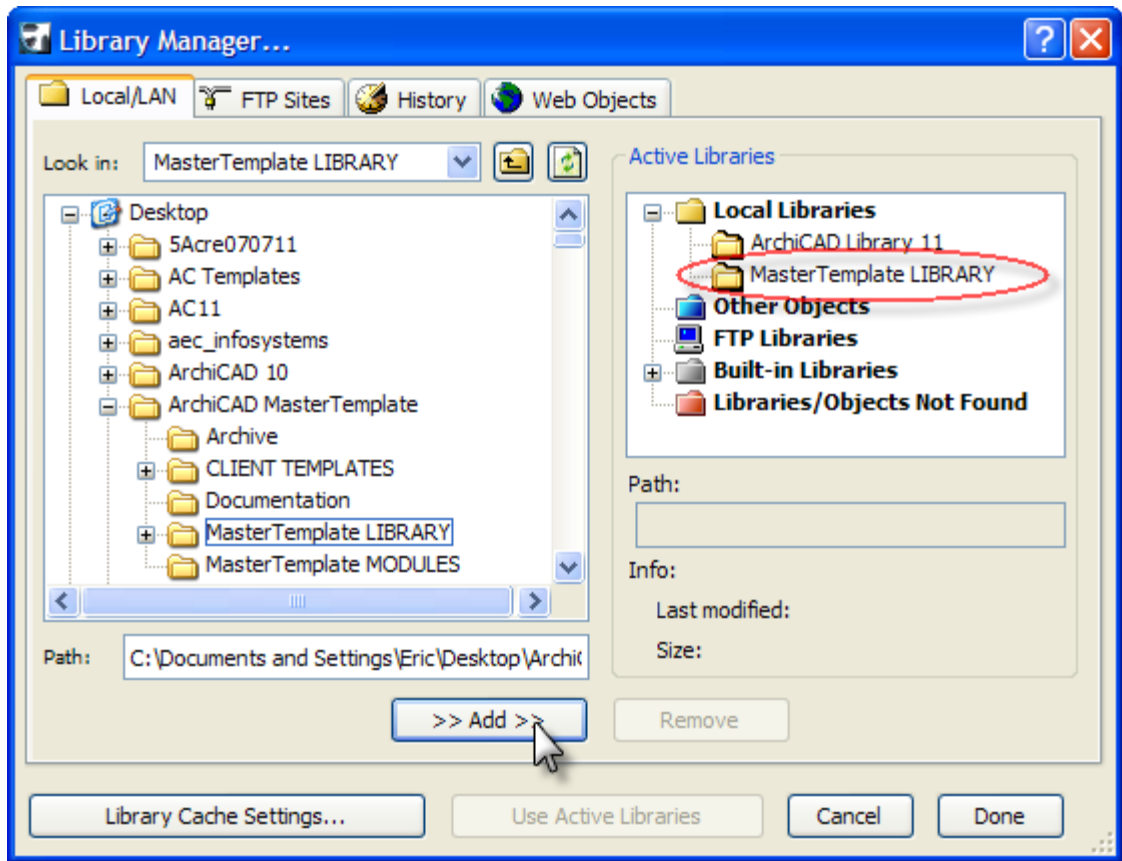 Library Manager...
Local/LAN
FTP Sites
History
Web Objects
Look in:
MasterTemplate LIBRARY
Desktop
5Acre070711
AC Templates
AC11
aec_infosystems
ArchiCAD 10
ArchiCAD MasterTemplate
Archive
CLIENT TEMPLATES
Documentation
MasterTemplate LIBRARY
MasterTemplate MODULES
Path: C:\Documents and Settings\Eric\Desktop\Archi
>> Add >>
Active Libraries
Local Libraries
ArchiCAD Library 11
MasterTemplate LIBRARY
Other Objects
FTP Libraries
Built-in Libraries
Libraries/Objects Not Found
Path:
Info:
Last modified:
Size:
Remove
Library Cache Settings...
Use Active Libraries
Cancel
Done